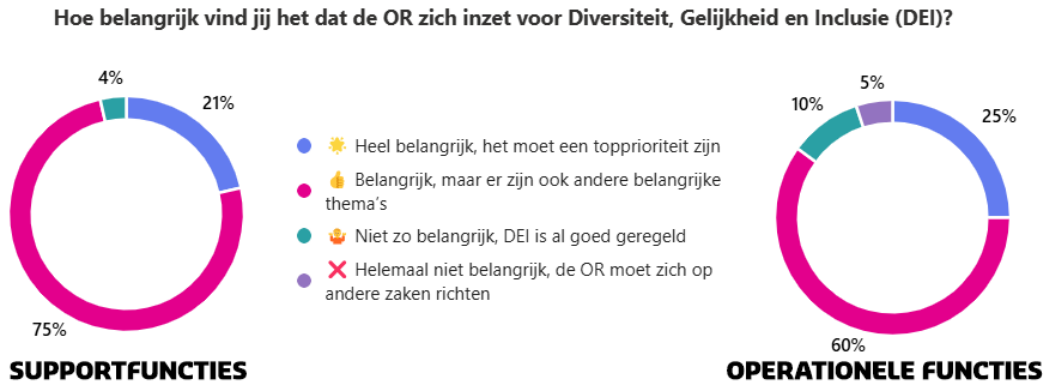 Hoe belangrijk vind jij het dat de OR zich inzet voor Diversiteit, Gelijkheid en Inclusie (DEI)?
4%
21%
75%
SUPPORTFUNCTIES
🌟 Heel belangrijk, het moet een topprioriteit zijn
👍 Belangrijk, maar er zijn ook andere belangrijke
thema's
🤷 Niet zo belangrijk, DEI is al goed geregeld
❌ Helemaal niet belangrijk, de OR moet zich op
andere zaken richten
5%
10%
25%
60%
OPERATIONELE FUNCTIES